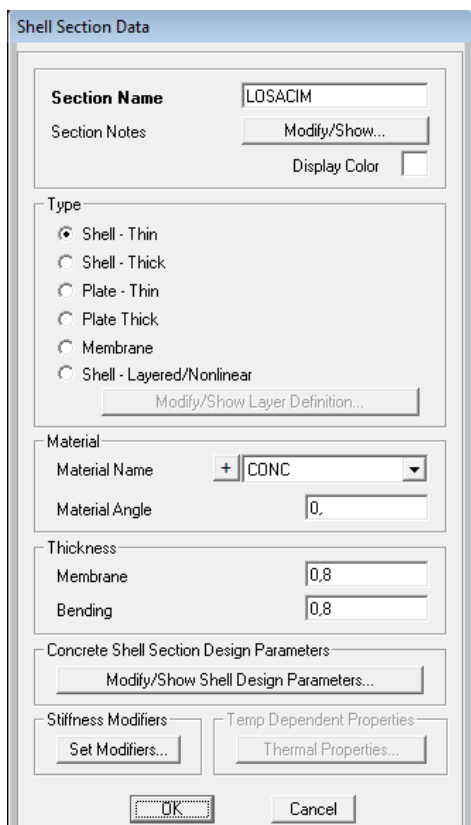 Shell Section Data
Section Name LOSACIM
Section Notes Modify/Show...
Display Color
Type
Shell - Thin
Shell - Thick
Plate - Thin
Plate Thick
Membrane
Shell - Layered/Nonlinear
Modify/Show Layer Definition...
Material
Material Name + CONC
Material Angle 0,
Thickness
Membrane 0,8
Bending 0,8
Concrete Shell Section Design Parameters
Modify/Show Shell Design Parameters...
Stiffness Modifiers Temp Dependent Properties
Set Modifiers... Thermal Properties...
OK Cancel